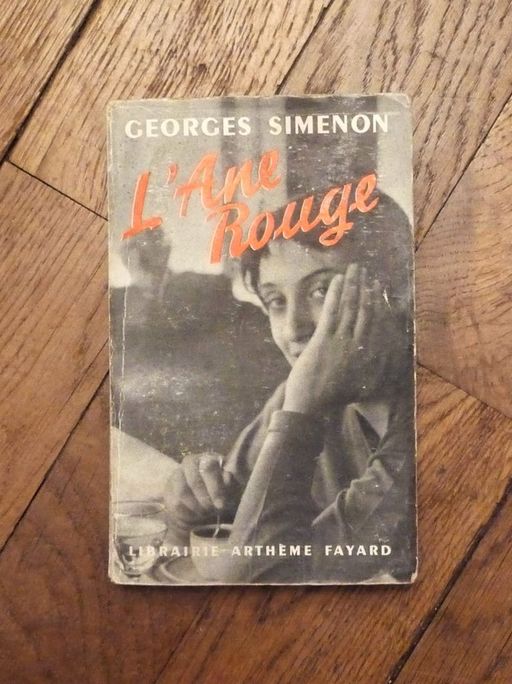 GEORGES SIMENON
L'Ane
Rouge
LIBRAIRIE ARTHÈME FAYARD